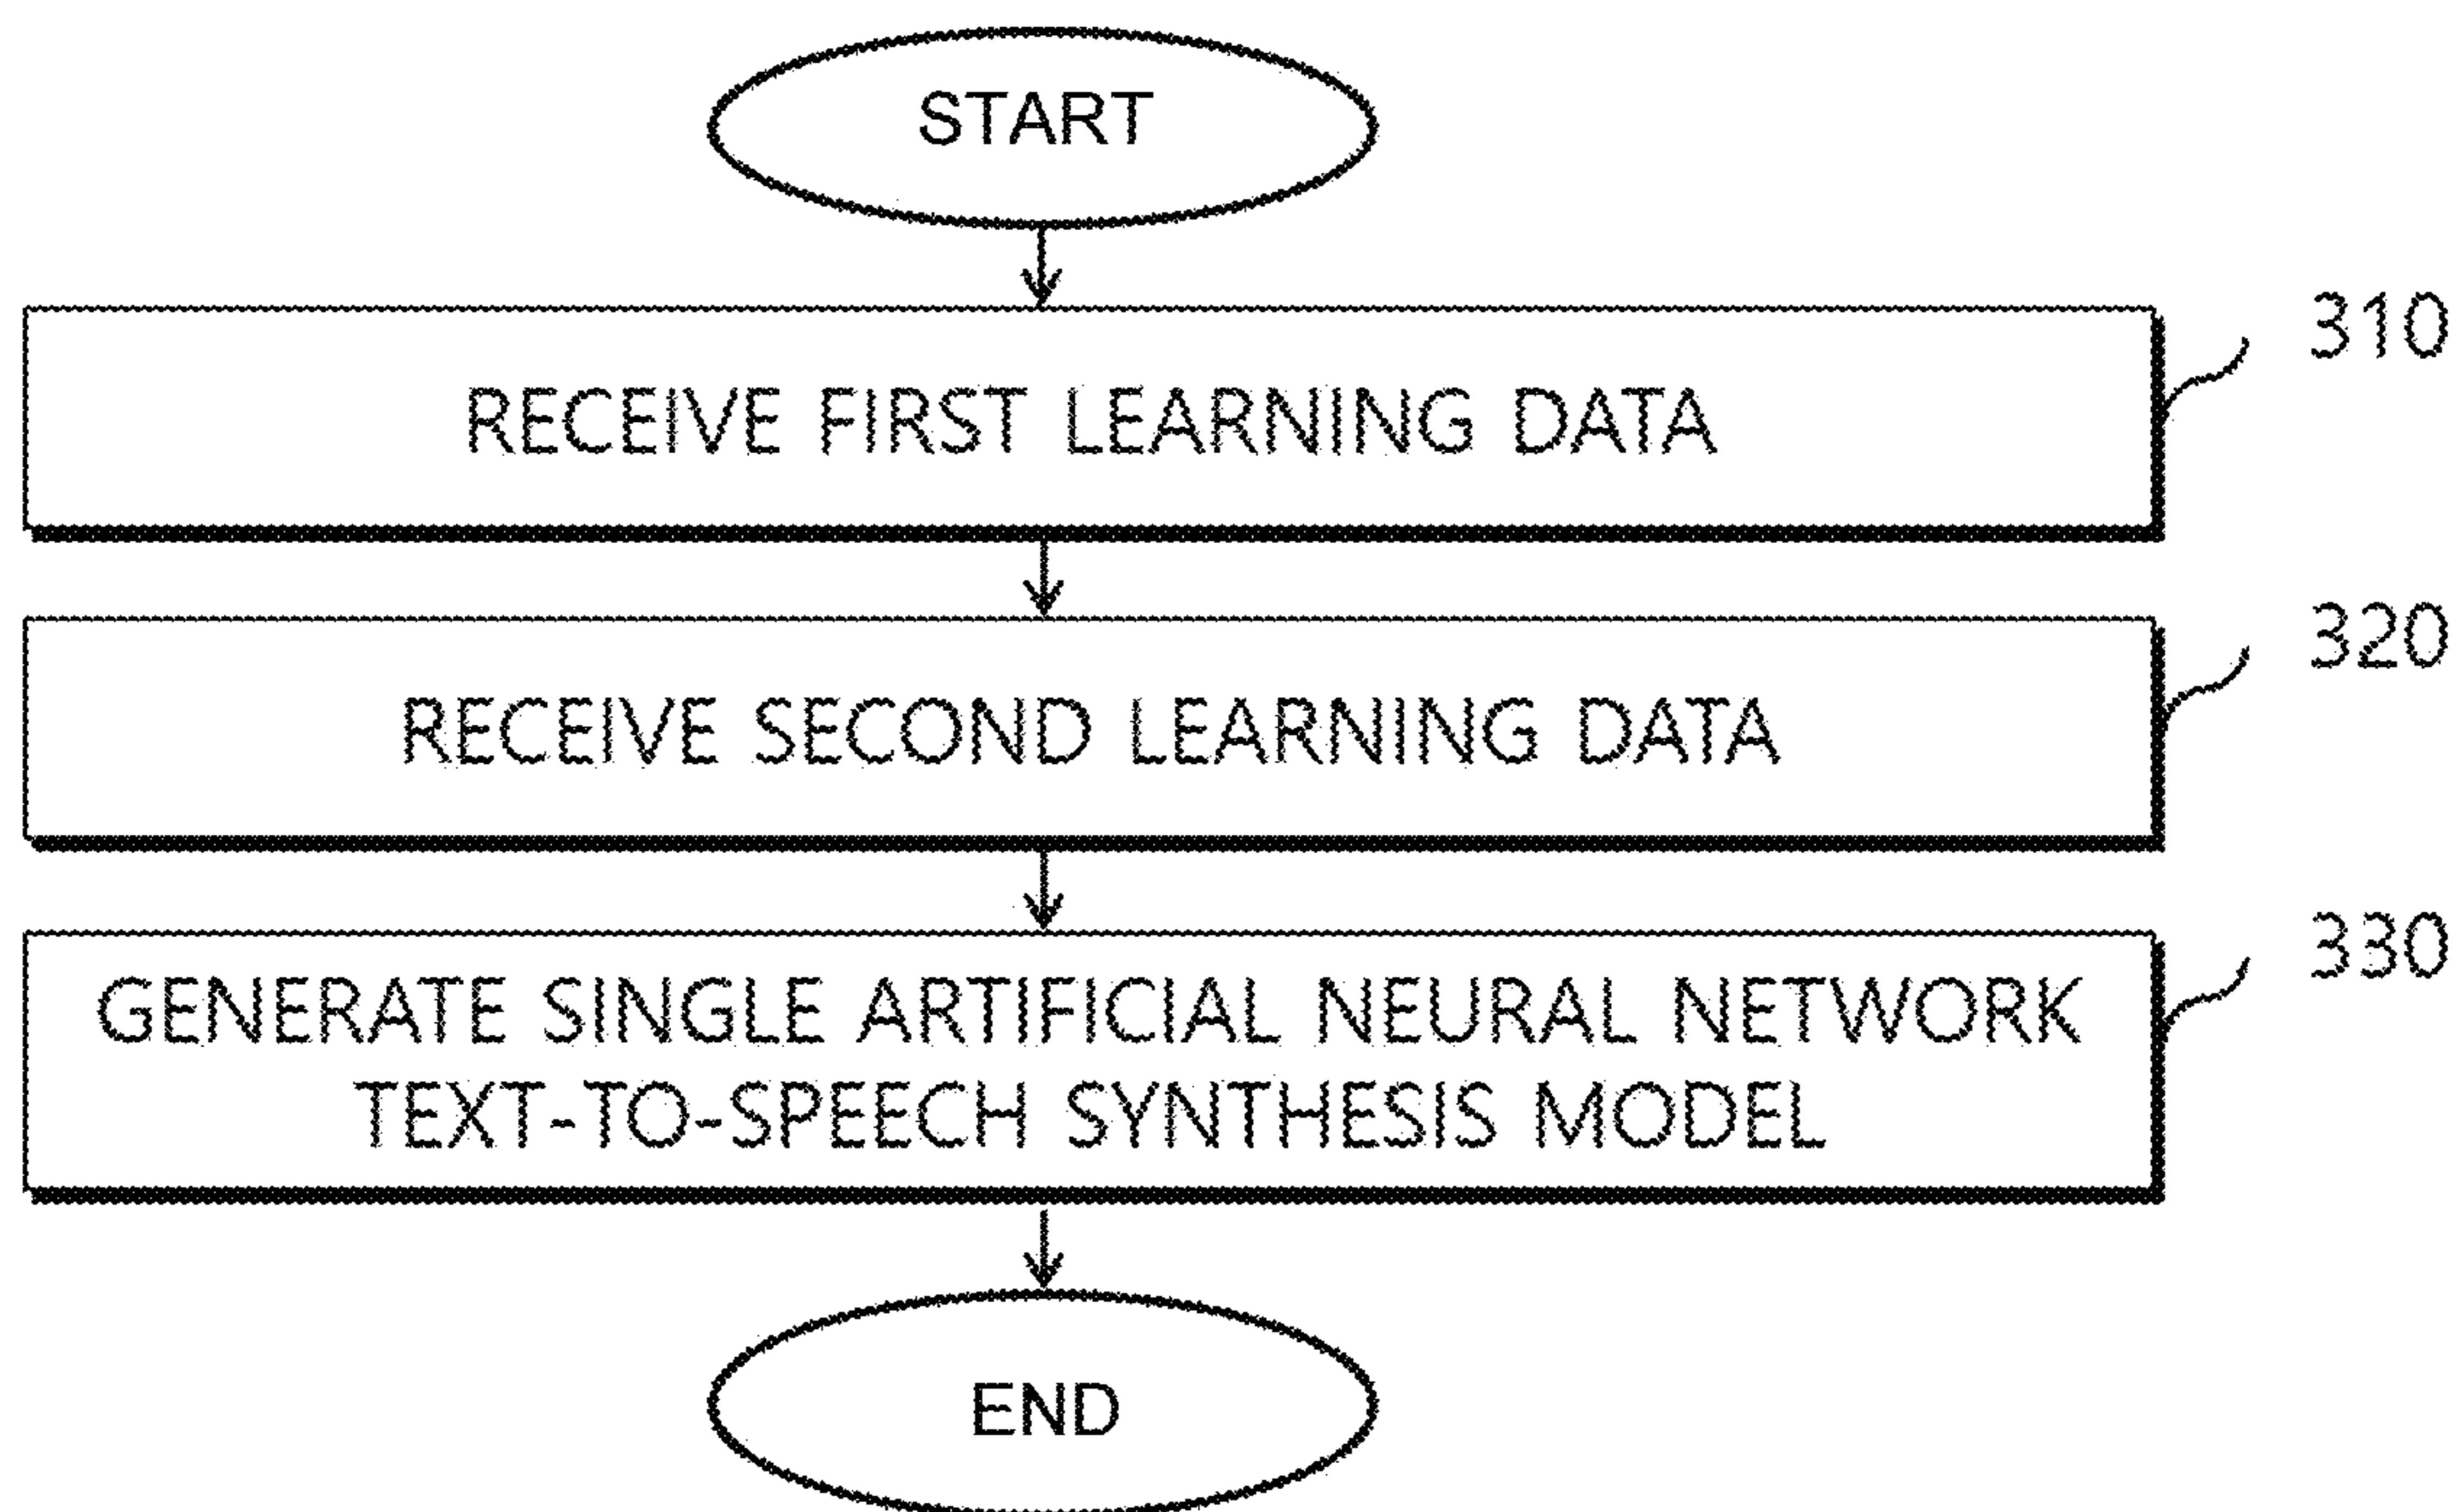 START
310
RECEIVE FIRST LEARNING DATA
320
RECEIVE SECOND LEARNING DATA
330
GENERATE SINGLE ARTIFICIAL NEURAL NETWORK
TEXT-TO-SPEECH SYNTHESIS MODEL
END